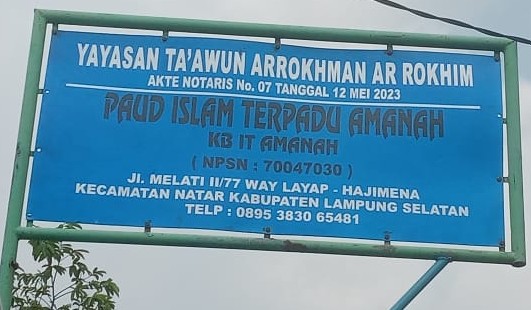 YAYASAN TA'AWUN ARROKHMAN AR ROKHIM
AKTE NOTARIS No. 07 TANGGAL 12 MEI 2023
PAUD ISLAM TERPADU AMANAH
KB IT AMANAH
( NPSN : 70047030 )
Jl. MELATI II/77 WAY LAYAP - HAJIMENA
KECAMATAN NATAR KABUPATEN LAMPUNG SELATAN
TELP : 0895 3830 65481